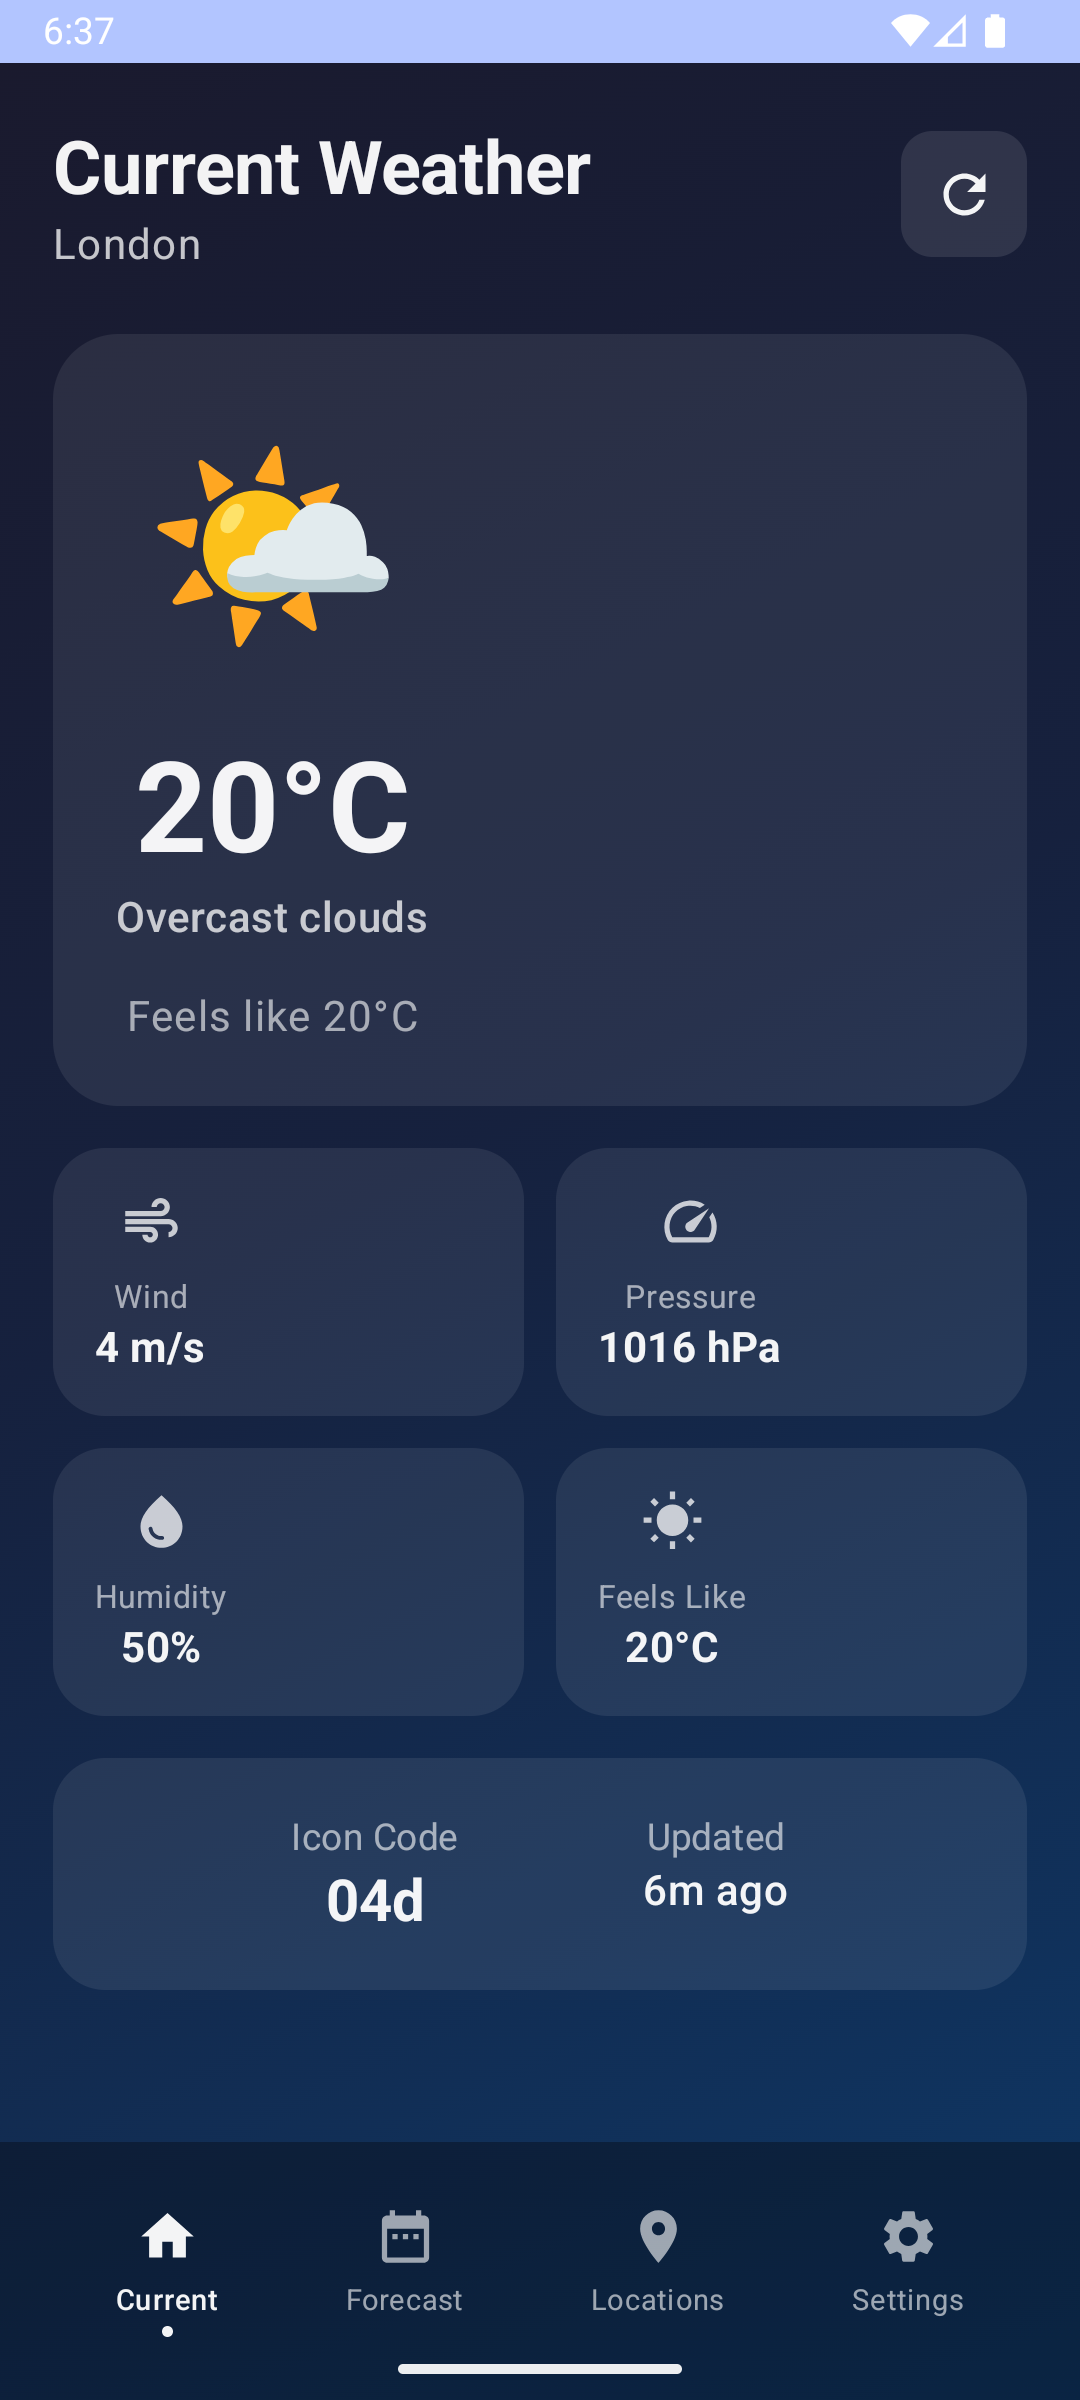 6:37
Current Weather
London
20°C
Overcast clouds
Feels like 20°C
Wind
4 m/s
Pressure
1016 hPa
Humidity
50%
Feels Like
20°C
Icon Code
04d
Updated
6m ago
Current
Forecast
Locations
Settings